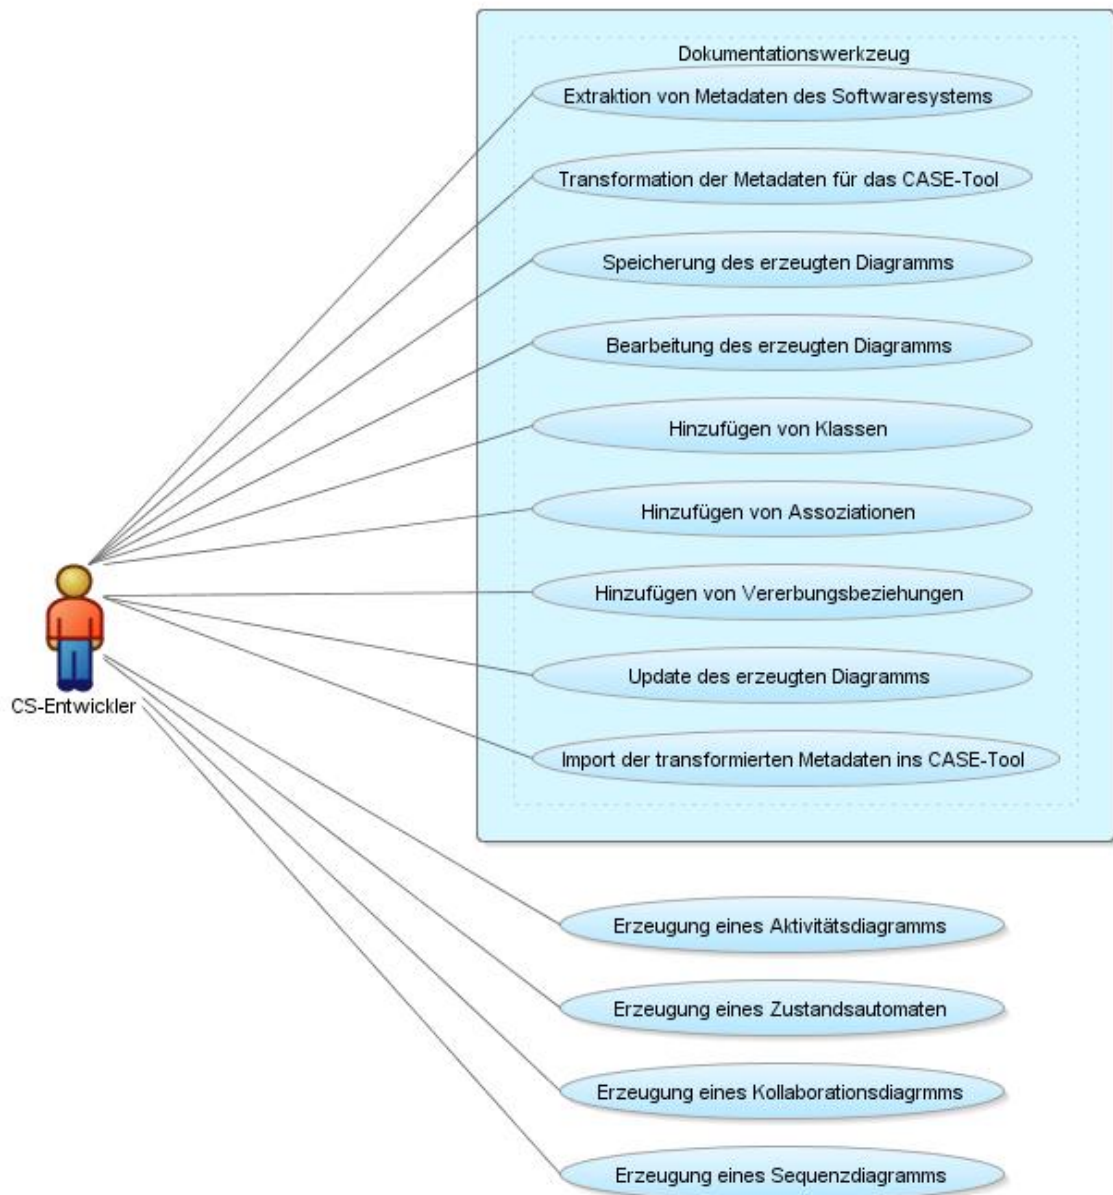 Dokumentationswerkzeug
Extraktion von Metadaten des Softwaresystems
Transformation der Metadaten für das CASE-Tool
Speicherung des erzeugten Diagramms
Bearbeitung des erzeugten Diagramms
Hinzufügen von Klassen
Hinzufügen von Assoziationen
Hinzufügen von Vererbungsbeziehungen
Update des erzeugten Diagramms
CS-Entwickler
Import der transformierten Metadaten ins CASE-Tool
Erzeugung eines Aktivitätsdiagramms
Erzeugung eines Zustandsautomaten
Erzeugung eines Kollaborationsdiagrmms
Erzeugung eines Sequenzdiagramms